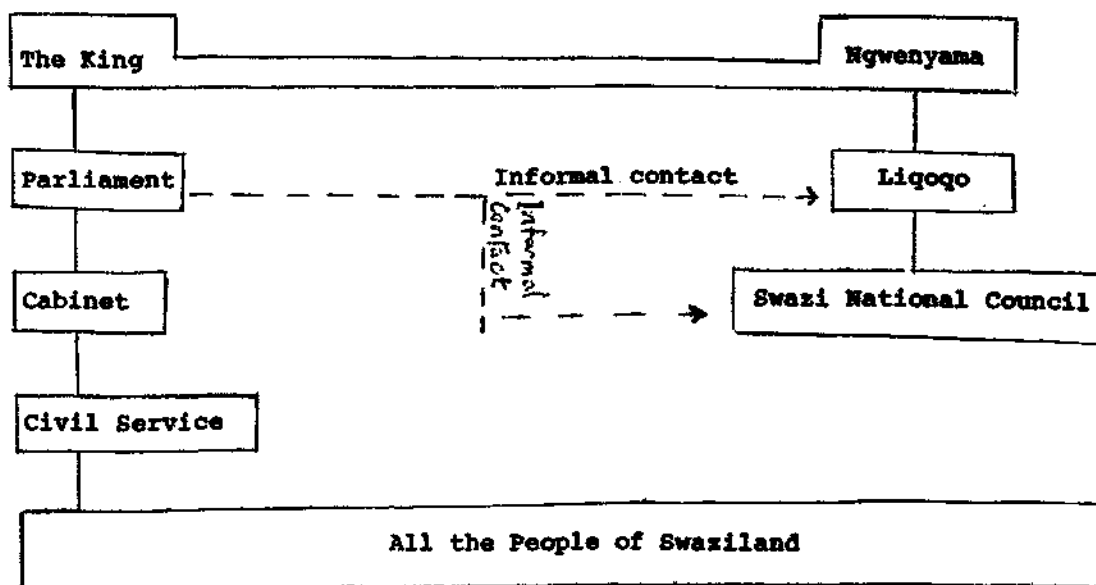 The King
Ngwenyama
Parliament
Informal contact
Liqoqo
Informal
Contact
Cabinet
Swazi National Council
Civil Service
All the People of Swaziland